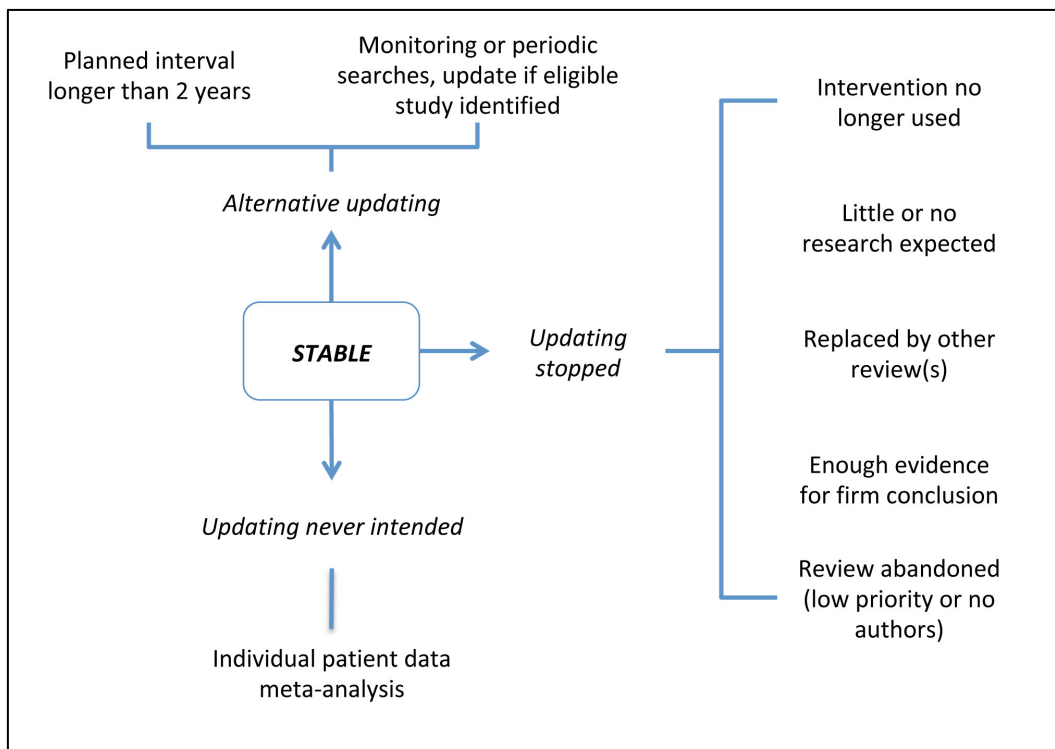 Planned interval
longer than 2 years
Monitoring or periodic
searches, update if eligible
study identified
Alternative updating
STABLE
Updating
stopped
Updating never intended
Individual patient data
meta-analysis
Intervention no
longer used
Little or no
research expected
Replaced by other
review(s)
Enough evidence
for firm conclusion
Review abandoned
(low priority or no
authors)